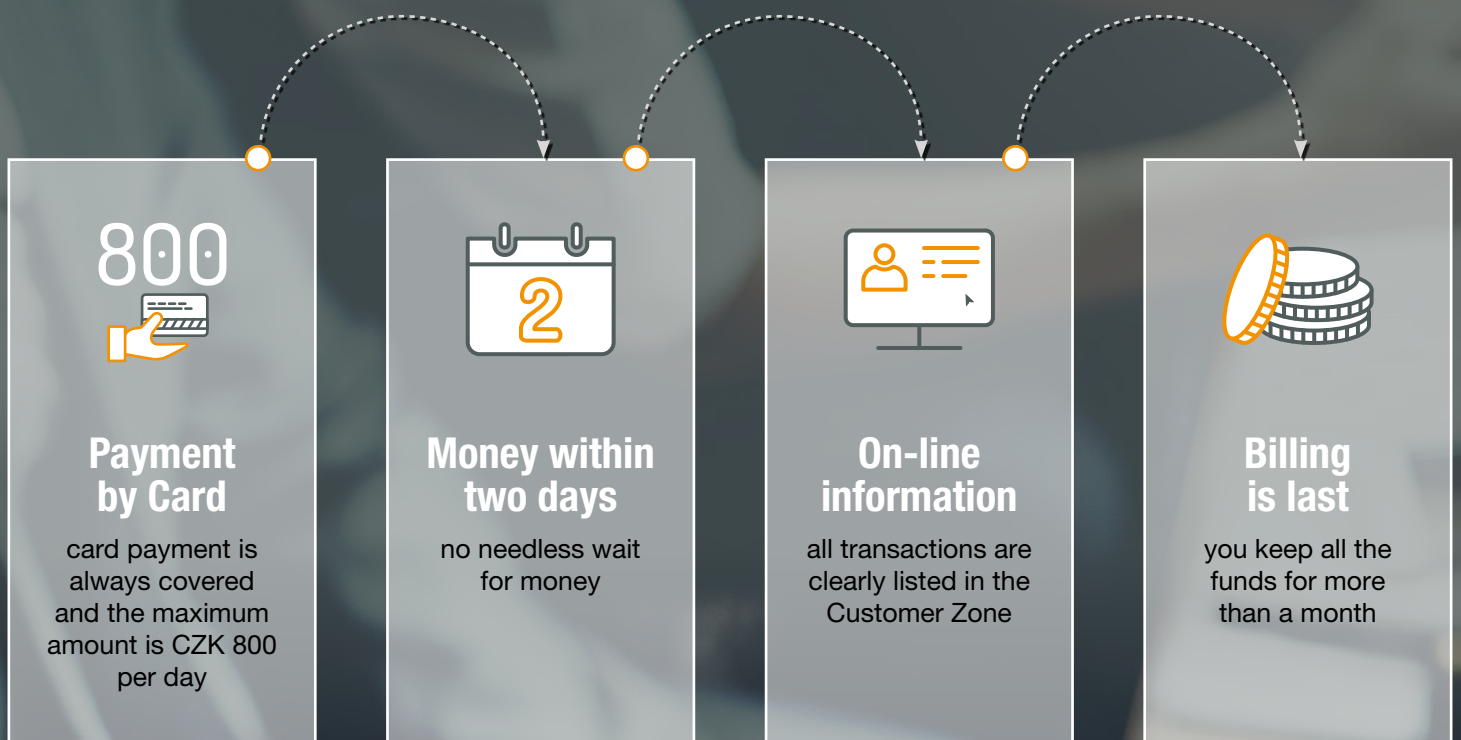 800
Payment
by Card
card payment is
always covered
and the maximum
amount is CZK 800
per day
2
Money within
two days
no needless wait
for money
On-line
information
all transactions are
clearly listed in the
Customer Zone
Billing
is last
you keep all the
funds for more
than a month